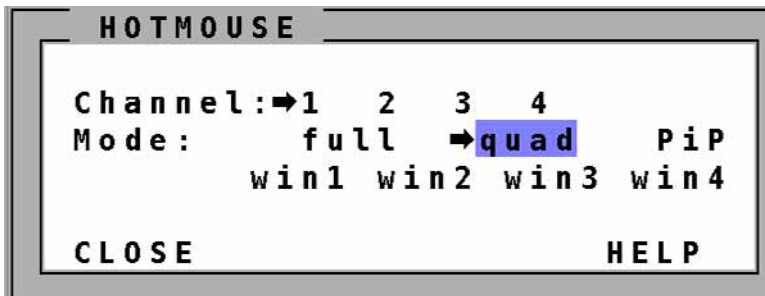 HOTMOUSE
Channel:➡1 2 3 4
Mode: full ➡quad PiP
win1 win2 win3 win4
CLOSE HELP